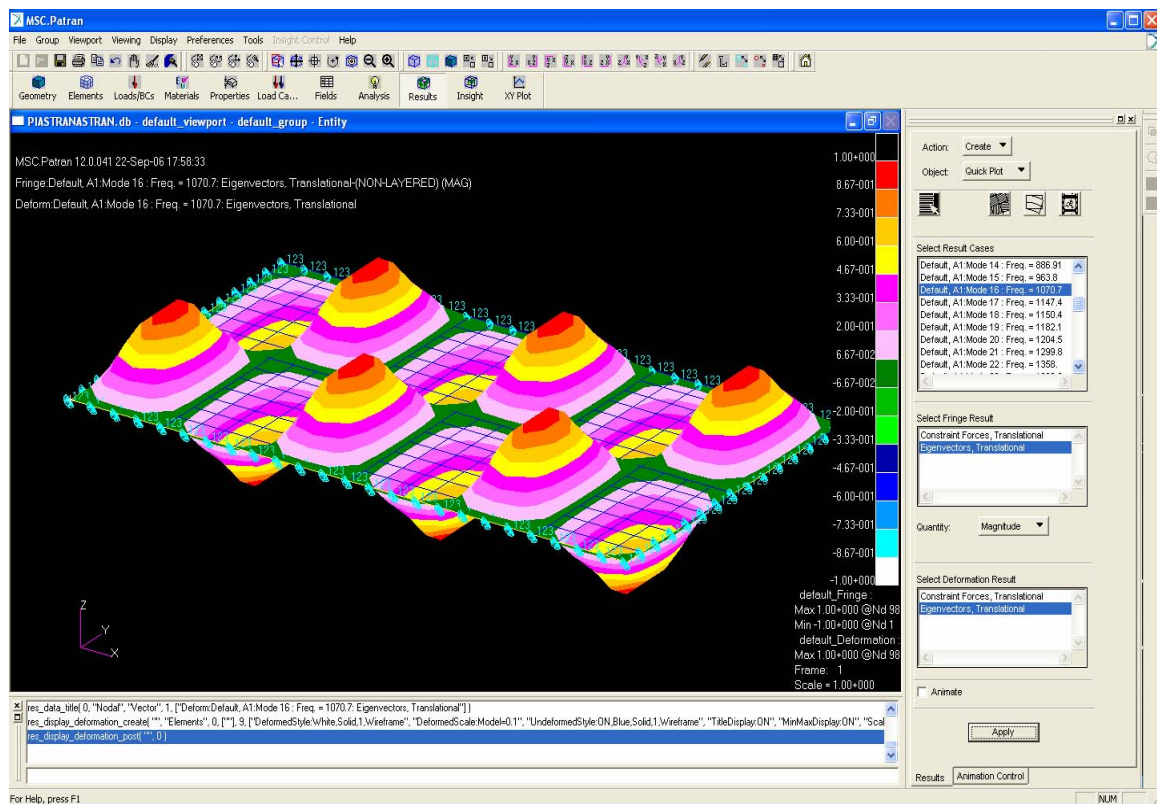 MSC.Patran
File Group Viewport Viewing Display Preferences Tools Insight Control Help
Geometry Elements Loads/BCs Materials Properties Load Ca... Fields Analysis Results Insight XY Plot
PIASTRANASTRAN.db - default_viewport - default_group - Entity
MSC.Patran 12.0.041 22-Sep-06 17:58:33
Fringe:Default, A1:Mode 16 : Freq. = 1070.7: Eigenvectors, Translational-(NON-LAYERED) (MAG)
Deform:Default, A1:Mode 16 : Freq. = 1070.7: Eigenvectors, Translational
1.00+000
8.67-001
7.33-001
6.00-001
4.67-001
3.33-001
2.00-001
6.67-002
-6.67-002
-2.00-001
-3.33-001
-4.67-001
-6.00-001
-7.33-001
-8.67-001
-1.00+000
default_Fringe :
Max 1.00+000 @Nd 98
Min -1.00+000 @Nd 1
default_Deformation :
Max 1.00+000 @Nd 98
Frame: 1
Scale = 1.00+000
Z
Y
X
Action: Create
Object: Quick Plot
Select Result Cases
Default, A1:Mode 14 : Freq. = 886.91
Default, A1:Mode 15 : Freq. = 963.8
Default, A1:Mode 16 : Freq. = 1070.7
Default, A1:Mode 17 : Freq. = 1147.4
Default, A1:Mode 18 : Freq. = 1150.4
Default, A1:Mode 19 : Freq. = 1182.1
Default, A1:Mode 20 : Freq. = 1204.5
Default, A1:Mode 21 : Freq. = 1299.8
Default, A1:Mode 22 : Freq. = 1358.
Select Fringe Result
Constraint Forces, Translational
Eigenvectors, Translational
Quantity: Magnitude
Select Deformation Result
Constraint Forces, Translational
Eigenvectors, Translational
Animate
Apply
Results Animation Control
res_data_title( 0, "Nodal", "Vector", 1, ["Deform:Default, A1:Mode 16 : Freq. = 1070.7: Eigenvectors, Translational"] )
res_display_deformation_create( "", "Elements", 0, [""], 9, ["DeformedStyle:White,Solid,1,Wireframe", "DeformedScale:Model=0.1", "UndeformedStyle:ON,Blue,Solid,1,Wireframe", "TitleDisplay:ON", "MinMaxDisplay:ON", "Scal
res_display_deformation_post( "", 0 )
For Help, press F1
NUM